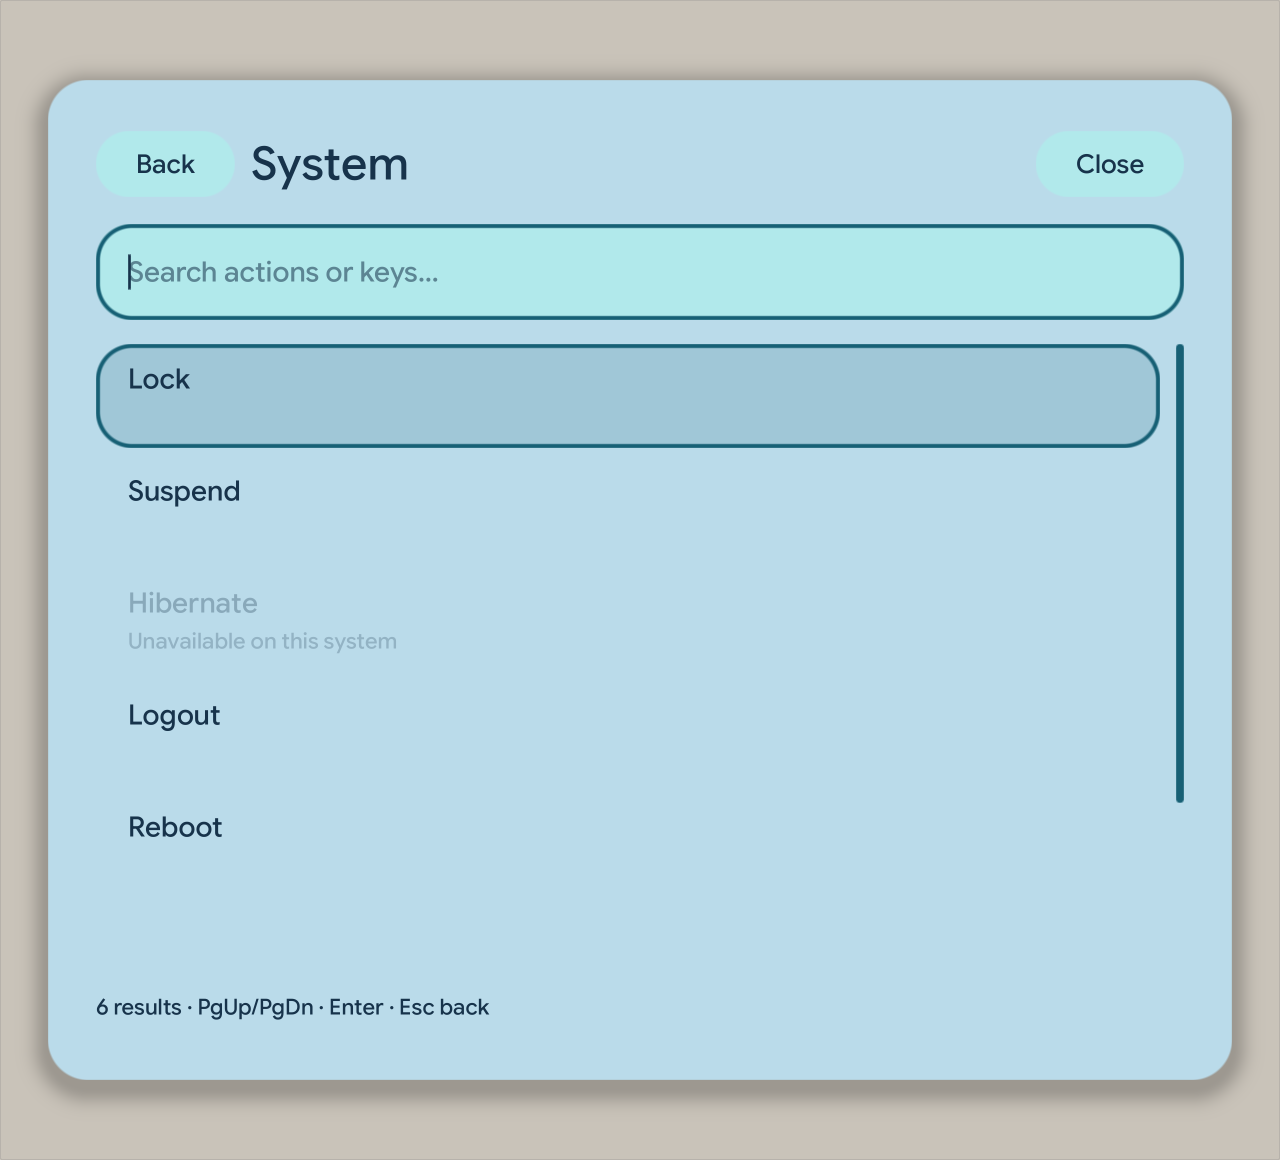 Back
System
Close
Search actions or keys...
Lock
Suspend
Hibernate
Unavailable on this system
Logout
Reboot
6 results · PgUp/PgDn · Enter · Esc back